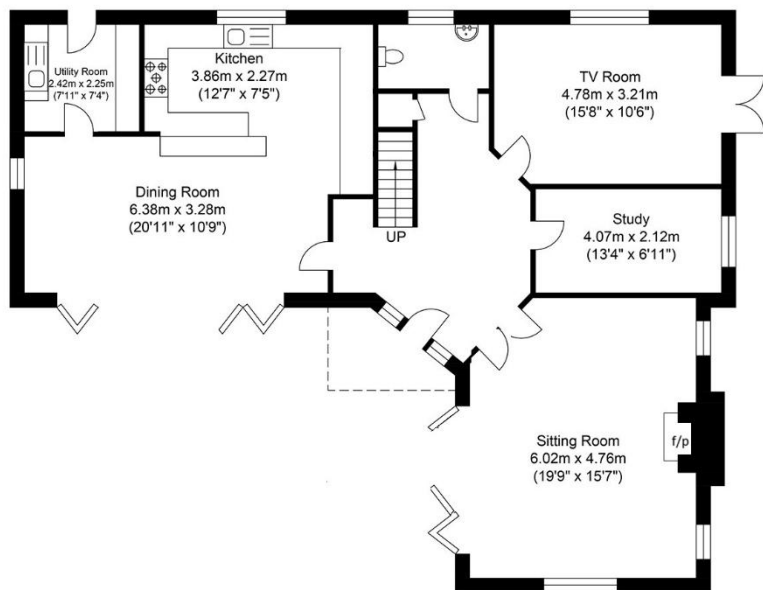 Utility Room
2.42m x 2.25m
(7'11" x 7'4")
Kitchen
3.86m x 2.27m
(12'7" x 7'5")
TV Room
4.78m x 3.21m
(15'8" x 10'6")
Dining Room
6.38m x 3.28m
(20'11" x 10'9")
UP
Study
4.07m x 2.12m
(13'4" x 6'11")
Sitting Room
6.02m x 4.76m
(19'9" x 15'7")
f/p